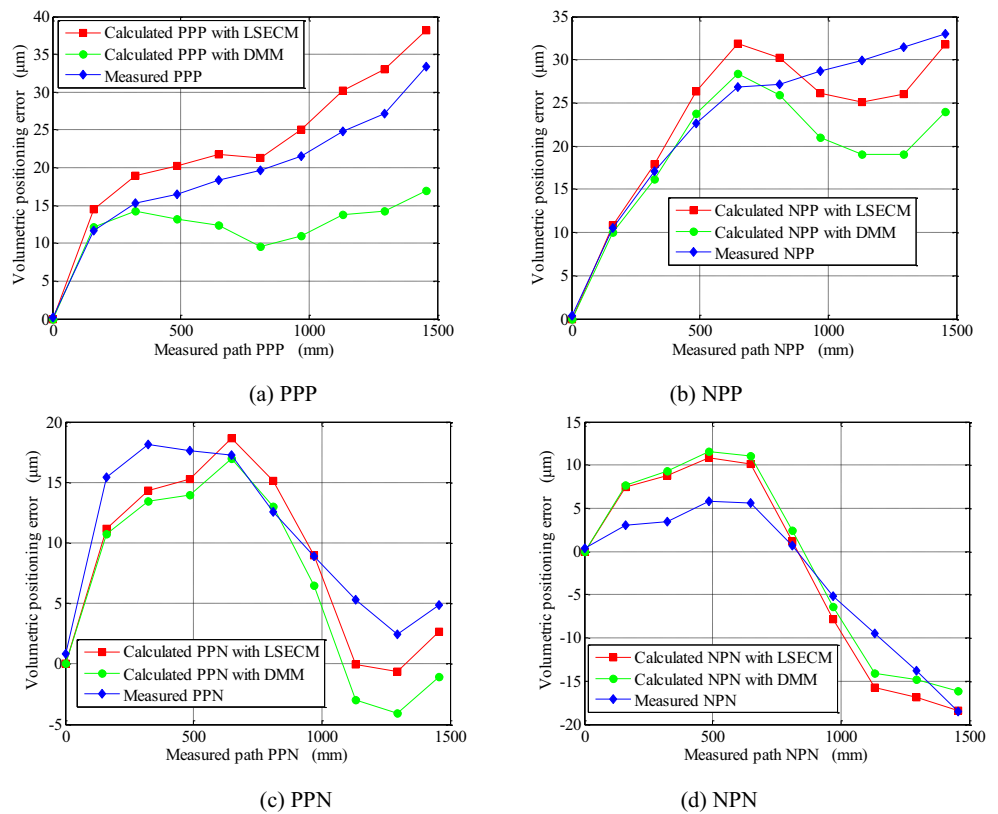 40
35
30
25
20
15
10
5
0
0
500
1000
1500
Volumetric positioning error (μm)
Measured path PPP (mm)
Calculated PPP with LSECM
Calculated PPP with DMM
Measured PPP
(a) PPP
35
30
25
20
15
10
5
0
0
500
1000
1500
Volumetric positioning error (μm)
Measured path NPP (mm)
Calculated NPP with LSECM
Calculated NPP with DMM
Measured NPP
(b) NPP
20
15
10
5
0
-5
0
500
1000
1500
Volumetric positioning error (μm)
Measured path PPN (mm)
Calculated PPN with LSECM
Calculated PPN with DMM
Measured PPN
(c) PPN
15
10
5
0
-5
-10
-15
-20
0
500
1000
1500
Volumetric positioning error (μm)
Measured path NPN (mm)
Calculated NPN with LSECM
Calculated NPN with DMM
Measured NPN
(d) NPN